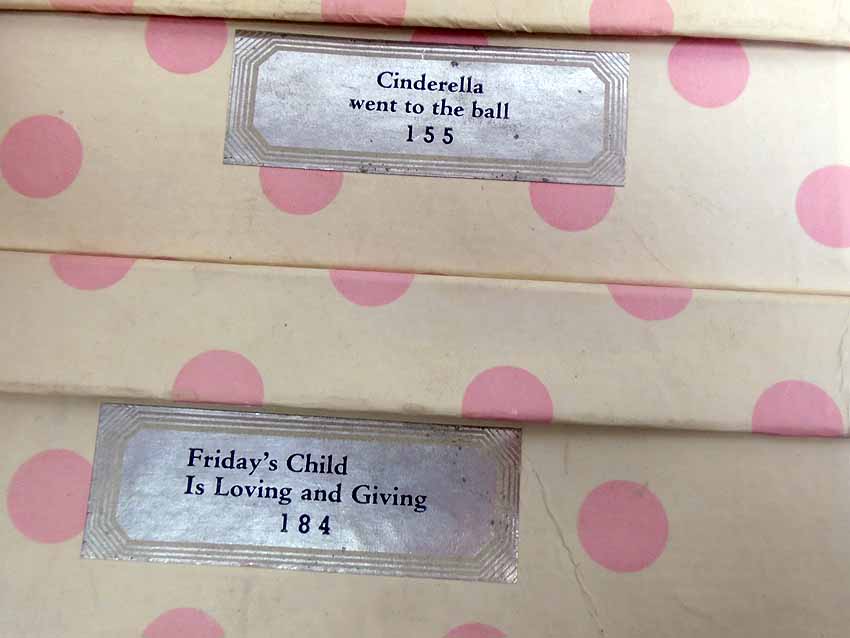 Cinderella
went to the ball
155
Friday's Child
Is Loving and Giving
184